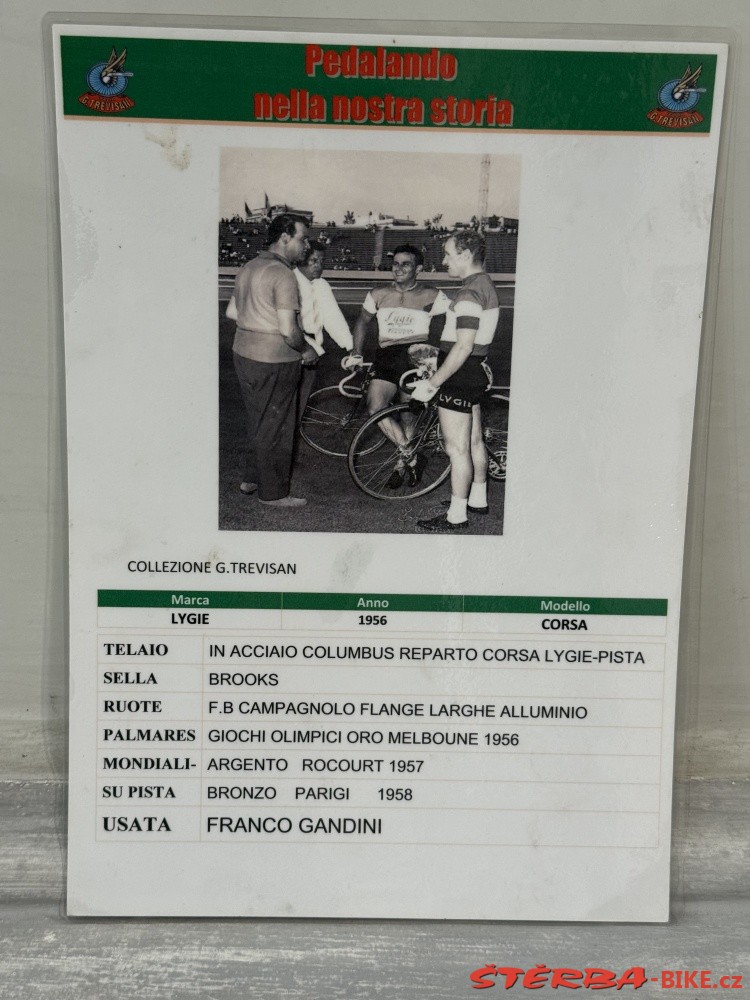 Pedalando
nella nostra storia
G.TREVISAN
G.TREVISAN
Lygie
LYGIE
COLLEZIONE G.TREVISAN
Marca Anno Modello
LYGIE 1956 CORSA
TELAIO IN ACCIAIO COLUMBUS REPARTO CORSA LYGIE-PISTA
SELLA BROOKS
RUOTE F.B CAMPAGNOLO FLANGE LARGHE ALLUMINIO
PALMARES GIOCHI OLIMPICI ORO MELBOUNE 1956
MONDIALI- ARGENTO ROCOURT 1957
SU PISTA BRONZO PARIGI 1958
USATA FRANCO GANDINI
ŠTĚRBA-BIKE.cz